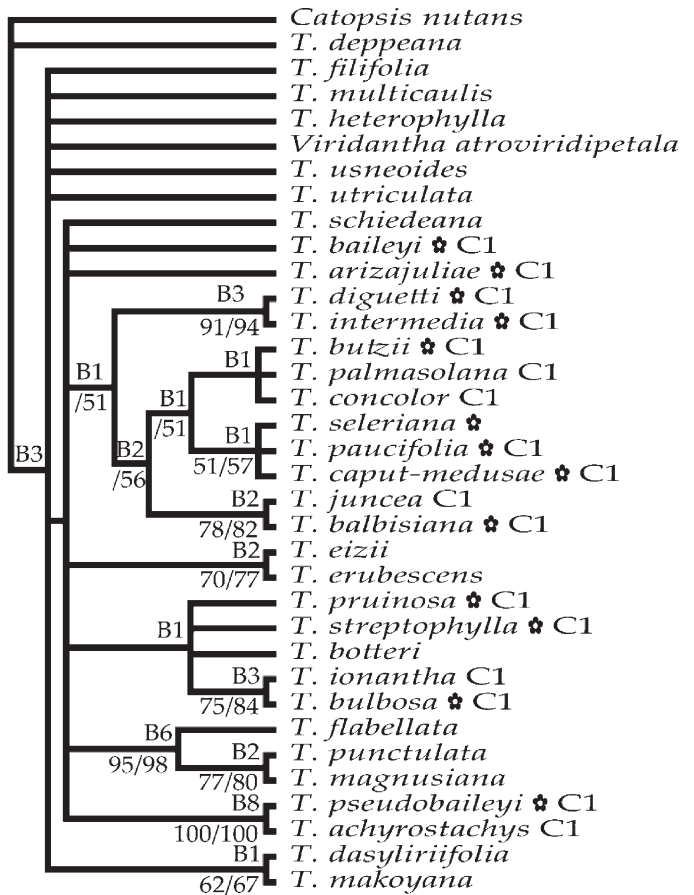 Catopsis nutans
T. deppeana
T. filifolia
T. multicaulis
T. heterophylla
Viridantha atroviridipetala
T. usneoides
T. utriculata
T. schiedeana
T. baileyi ✿ C1
T. arizajuliae ✿ C1
B3 T. diguetti ✿ C1
91/94 T. intermedia ✿ C1
T. butzii ✿ C1
B1 B1 T. palmasolana C1
/51 B1 T. concolor C1
/51 B1 T. seleriana ✿
B3 B2 T. paucifolia ✿ C1
/56 51/57 T. caput-medusae ✿ C1
B2 T. juncea C1
78/82 T. balbisiana ✿ C1
B2 T. eizii
70/77 T. erubescens
T. pruinosa ✿ C1
B1 T. streptophylla ✿ C1
T. botteri
B3 T. ionantha C1
75/84 T. bulbosa ✿ C1
B6 T. flabellata
95/98 B2 T. punctulata
77/80 T. magnusiana
B8 T. pseudobaileyi ✿ C1
100/100 T. achyrostachys C1
B1 T. dasyliriifolia
62/67 T. makoyana